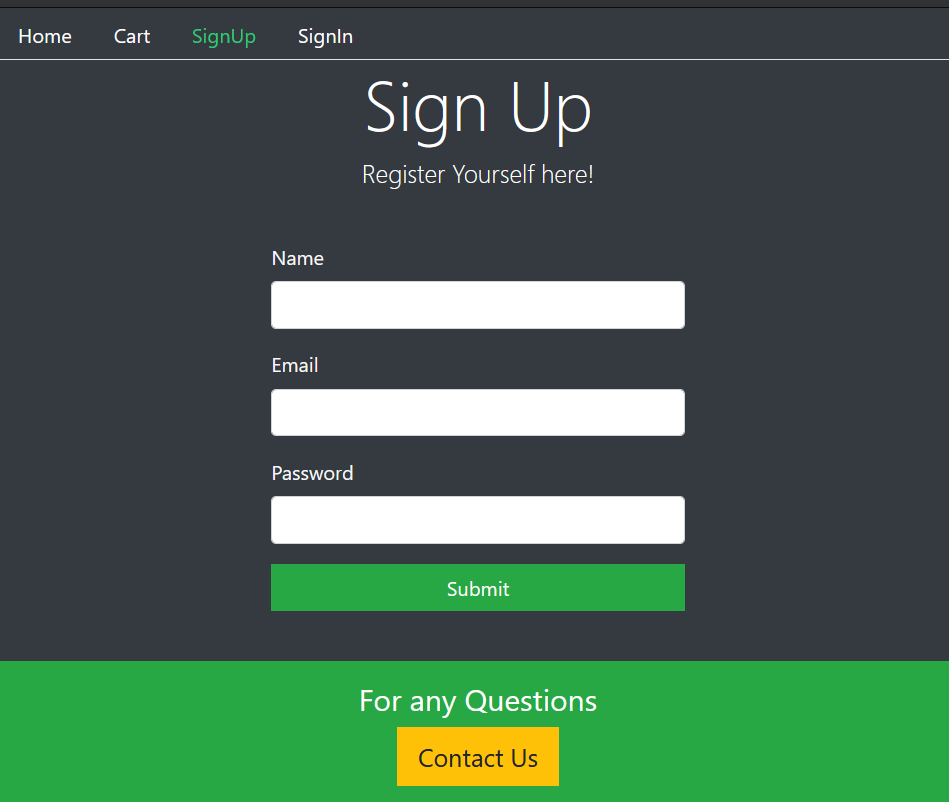 Home Cart SignUp SignIn
Sign Up
Register Yourself here!
Name
Email
Password
Submit
For any Questions
Contact Us